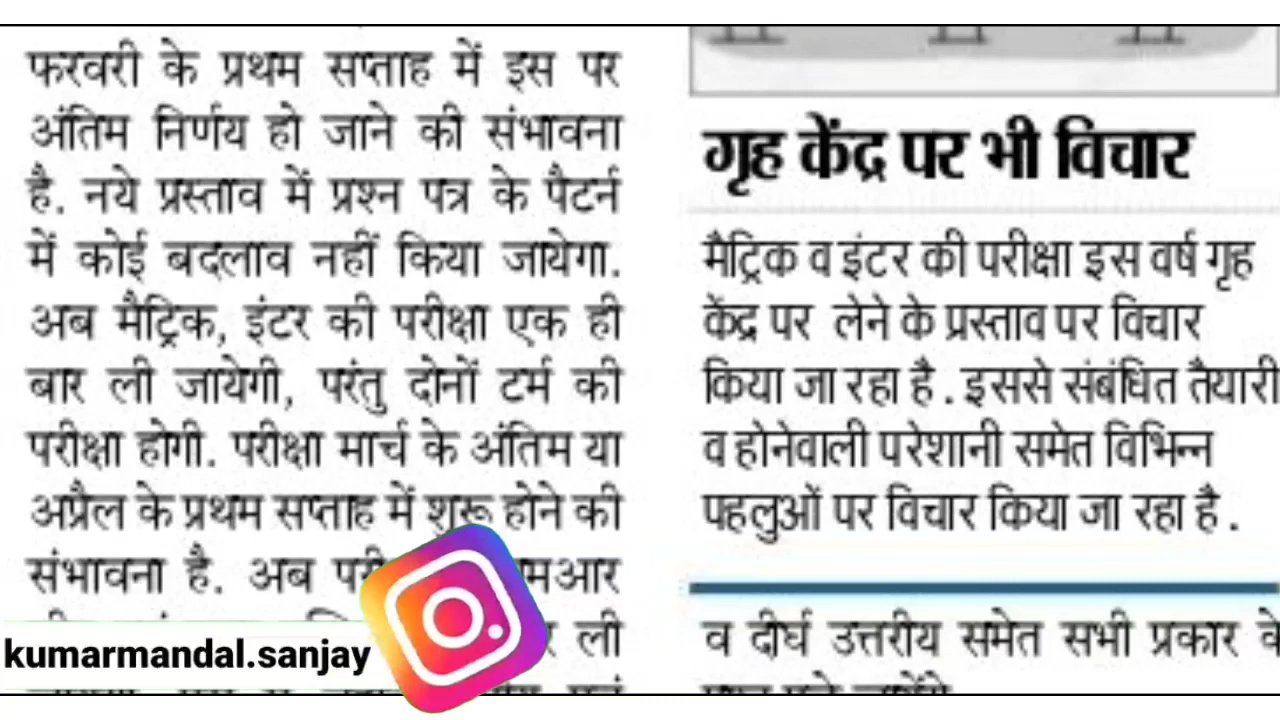 फरवरी के प्रथम सप्ताह में इस पर
अंतिम निर्णय हो जाने की संभावना
है. नये प्रस्ताव में प्रश्न पत्र के पैटर्न
में कोई बदलाव नहीं किया जायेगा.
अब मैट्रिक, इंटर की परीक्षा एक ही
बार ली जायेगी, परंतु दोनों टर्म की
परीक्षा होगी. परीक्षा मार्च के अंतिम या
अप्रैल के प्रथम सप्ताह में शुरू होने की
संभावना है. अब
ली
kumarmandal.sanjay
गृह केंद्र पर भी विचार
मैट्रिक व इंटर की परीक्षा इस वर्ष गृह
केंद्र पर लेने के प्रस्ताव पर विचार
किया जा रहा है . इससे संबंधित तैयारी
व होनेवाली परेशानी समेत विभिन्न
पहलुओं पर विचार किया जा रहा है .
व दीर्घ उत्तरीय समेत सभी प्रकार के